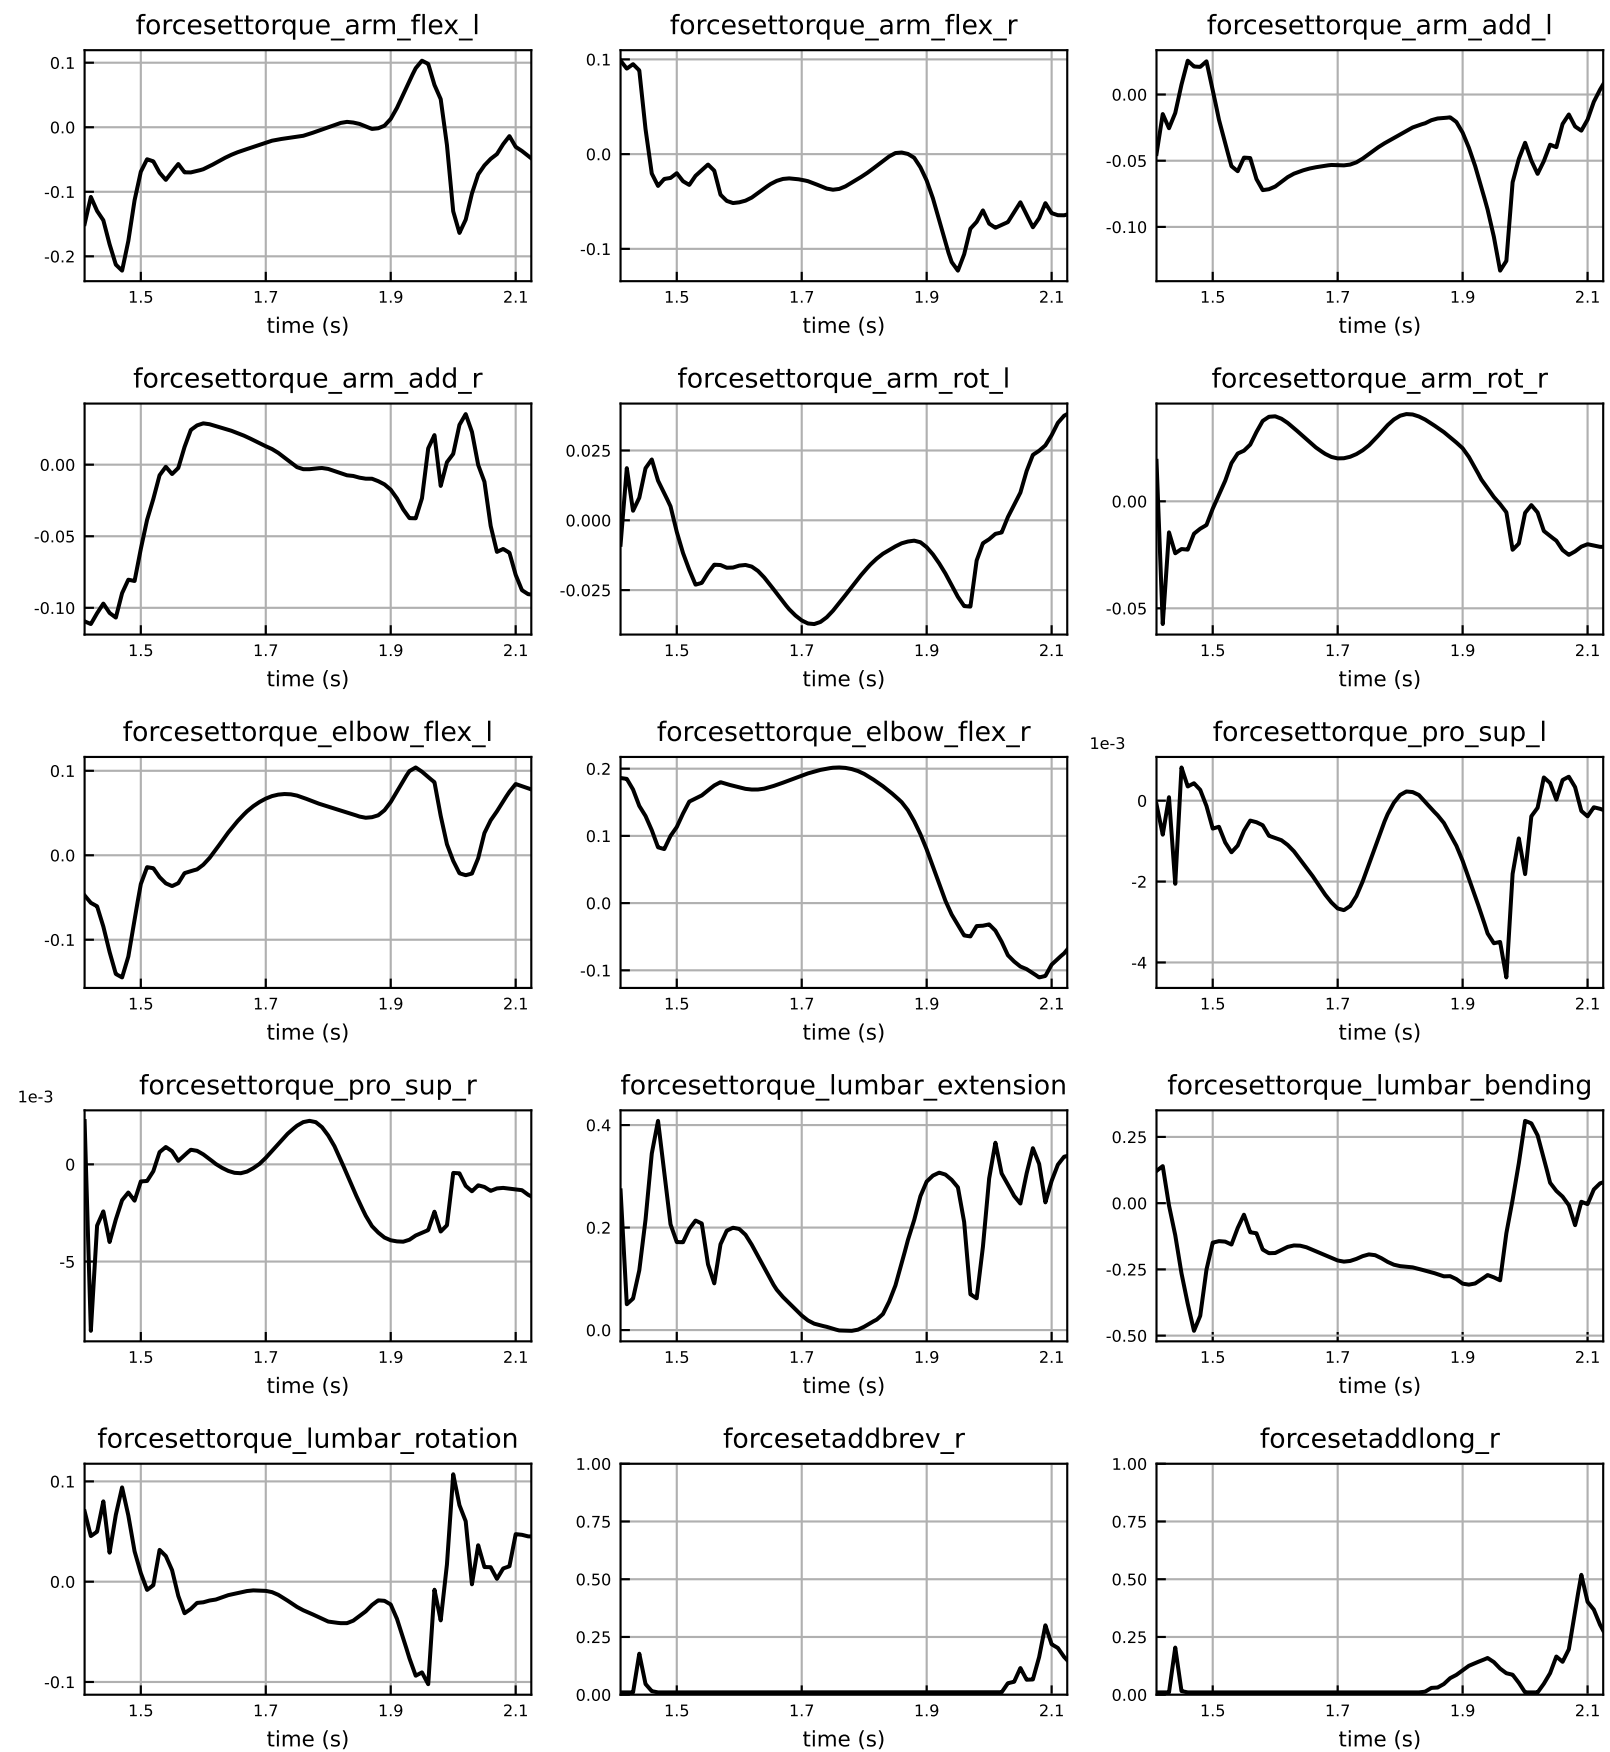 forcesettorque_arm_flex_l
forcesettorque_arm_flex_r
forcesettorque_arm_add_l
0.1
0.0
-0.1
-0.2
1.5 1.7 1.9 2.1
time (s)
0.1
0.0
-0.1
1.5 1.7 1.9 2.1
time (s)
0.00
-0.05
-0.10
1.5 1.7 1.9 2.1
time (s)
forcesettorque_arm_add_r
forcesettorque_arm_rot_l
forcesettorque_arm_rot_r
0.00
-0.05
-0.10
1.5 1.7 1.9 2.1
time (s)
0.025
0.000
-0.025
1.5 1.7 1.9 2.1
time (s)
0.00
-0.05
1.5 1.7 1.9 2.1
time (s)
forcesettorque_elbow_flex_l
forcesettorque_elbow_flex_r
forcesettorque_pro_sup_l
0.1
0.0
-0.1
1.5 1.7 1.9 2.1
time (s)
0.2
0.1
0.0
-0.1
1.5 1.7 1.9 2.1
time (s)
1e-3
0
-2
-4
1.5 1.7 1.9 2.1
time (s)
forcesettorque_pro_sup_r
forcesettorque_lumbar_extension
forcesettorque_lumbar_bending
1e-3
0
-5
1.5 1.7 1.9 2.1
time (s)
0.4
0.2
0.0
1.5 1.7 1.9 2.1
time (s)
0.25
0.00
-0.25
-0.50
1.5 1.7 1.9 2.1
time (s)
forcesettorque_lumbar_rotation
forcesetaddbrev_r
forcesetaddlong_r
0.1
0.0
-0.1
1.5 1.7 1.9 2.1
time (s)
1.00
0.75
0.50
0.25
0.00
1.5 1.7 1.9 2.1
time (s)
1.00
0.75
0.50
0.25
0.00
1.5 1.7 1.9 2.1
time (s)